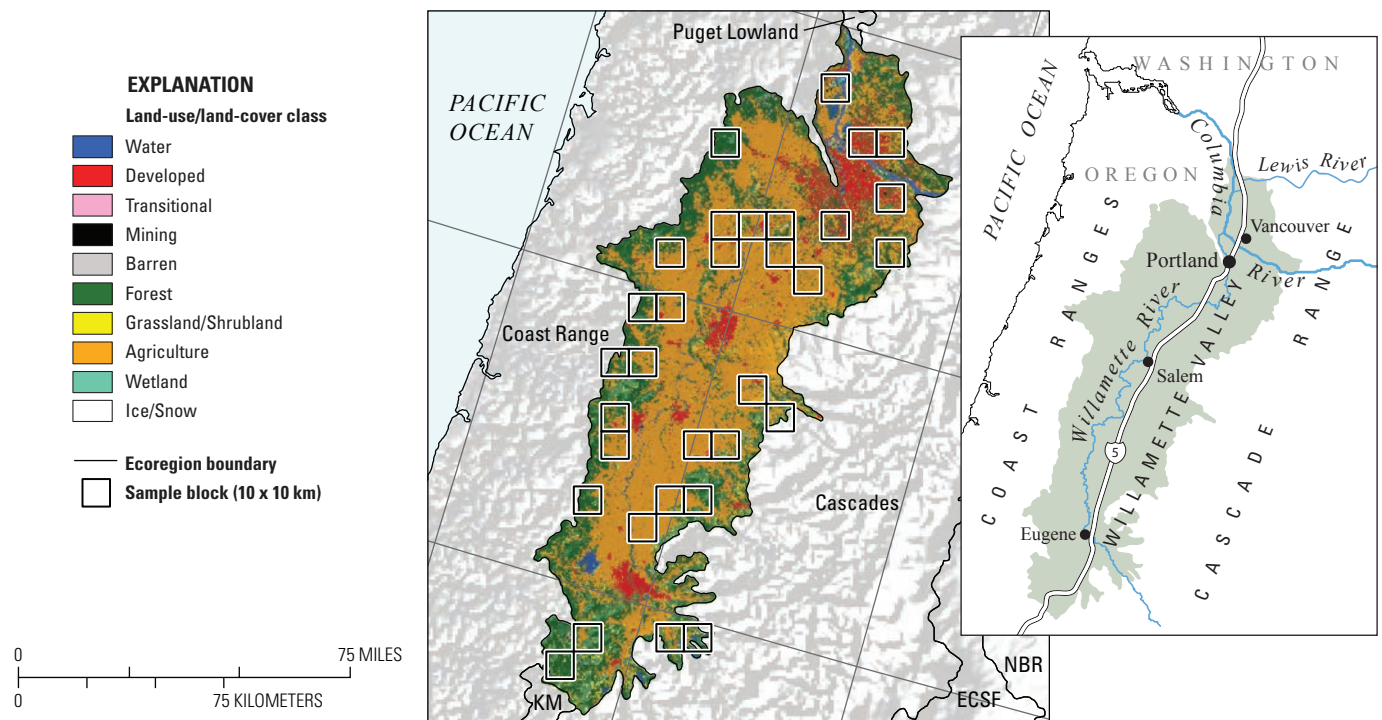 EXPLANATION
Land-use/land-cover class
Water
Developed
Transitional
Mining
Barren
Forest
Grassland/Shrubland
Agriculture
Wetland
Ice/Snow
Ecoregion boundary
Sample block (10 x 10 km)
0
75 MILES
0
75 KILOMETERS
PACIFIC
OCEAN
Puget Lowland
Coast Range
Cascades
KM
ECSF
NBR
PACIFIC OCEAN
WASHINGTON
OREGON
Columbia
River
Lewis River
Vancouver
Portland
Willamette River
Salem
COAST RANGES
WILLAMETTE VALLEY
CASCADE RANGE
5
Eugene